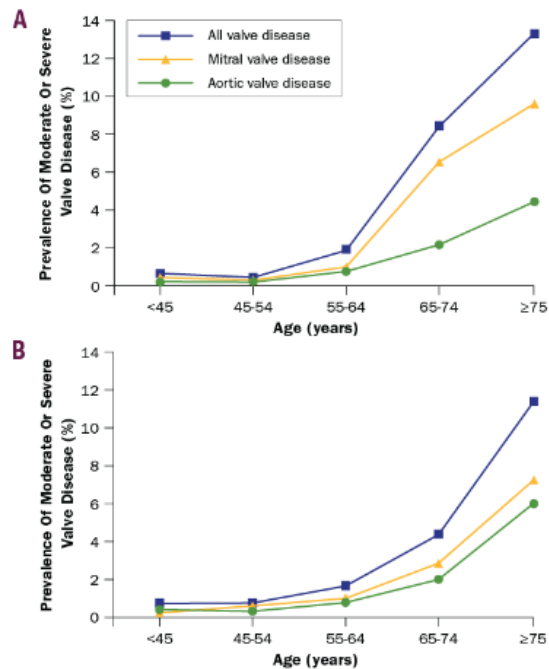 A
Prevalence Of Moderate Or Severe
Valve Disease (%)
14
12
10
8
6
4
2
0
All valve disease
Mitral valve disease
Aortic valve disease
<45
45-54
55-64
65-74
≥75
Age (years)
B
Prevalence Of Moderate Or Severe
Valve Disease (%)
14
12
10
8
6
4
2
0
<45
45-54
55-64
65-74
≥75
Age (years)